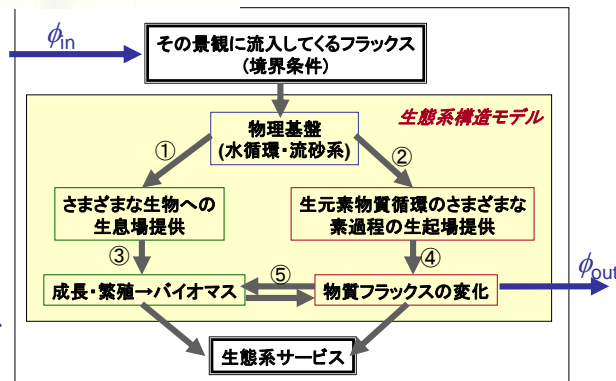 ϕin
その景観に流入してくるフラックス
(境界条件)
生態系構造モデル
物理基盤
(水循環・流砂系)
①
②
さまざまな生物への
生息場提供
生元素物質循環のさまざまな
素過程の生起場提供
③
④
⑤
成長・繁殖→バイオマス
物質フラックスの変化
ϕout
生態系サービス